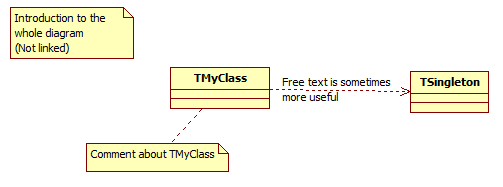 Introduction to the
whole diagram
(Not linked)
TMyClass
Free text is sometimes
more useful
TSingleton
Comment about TMyClass